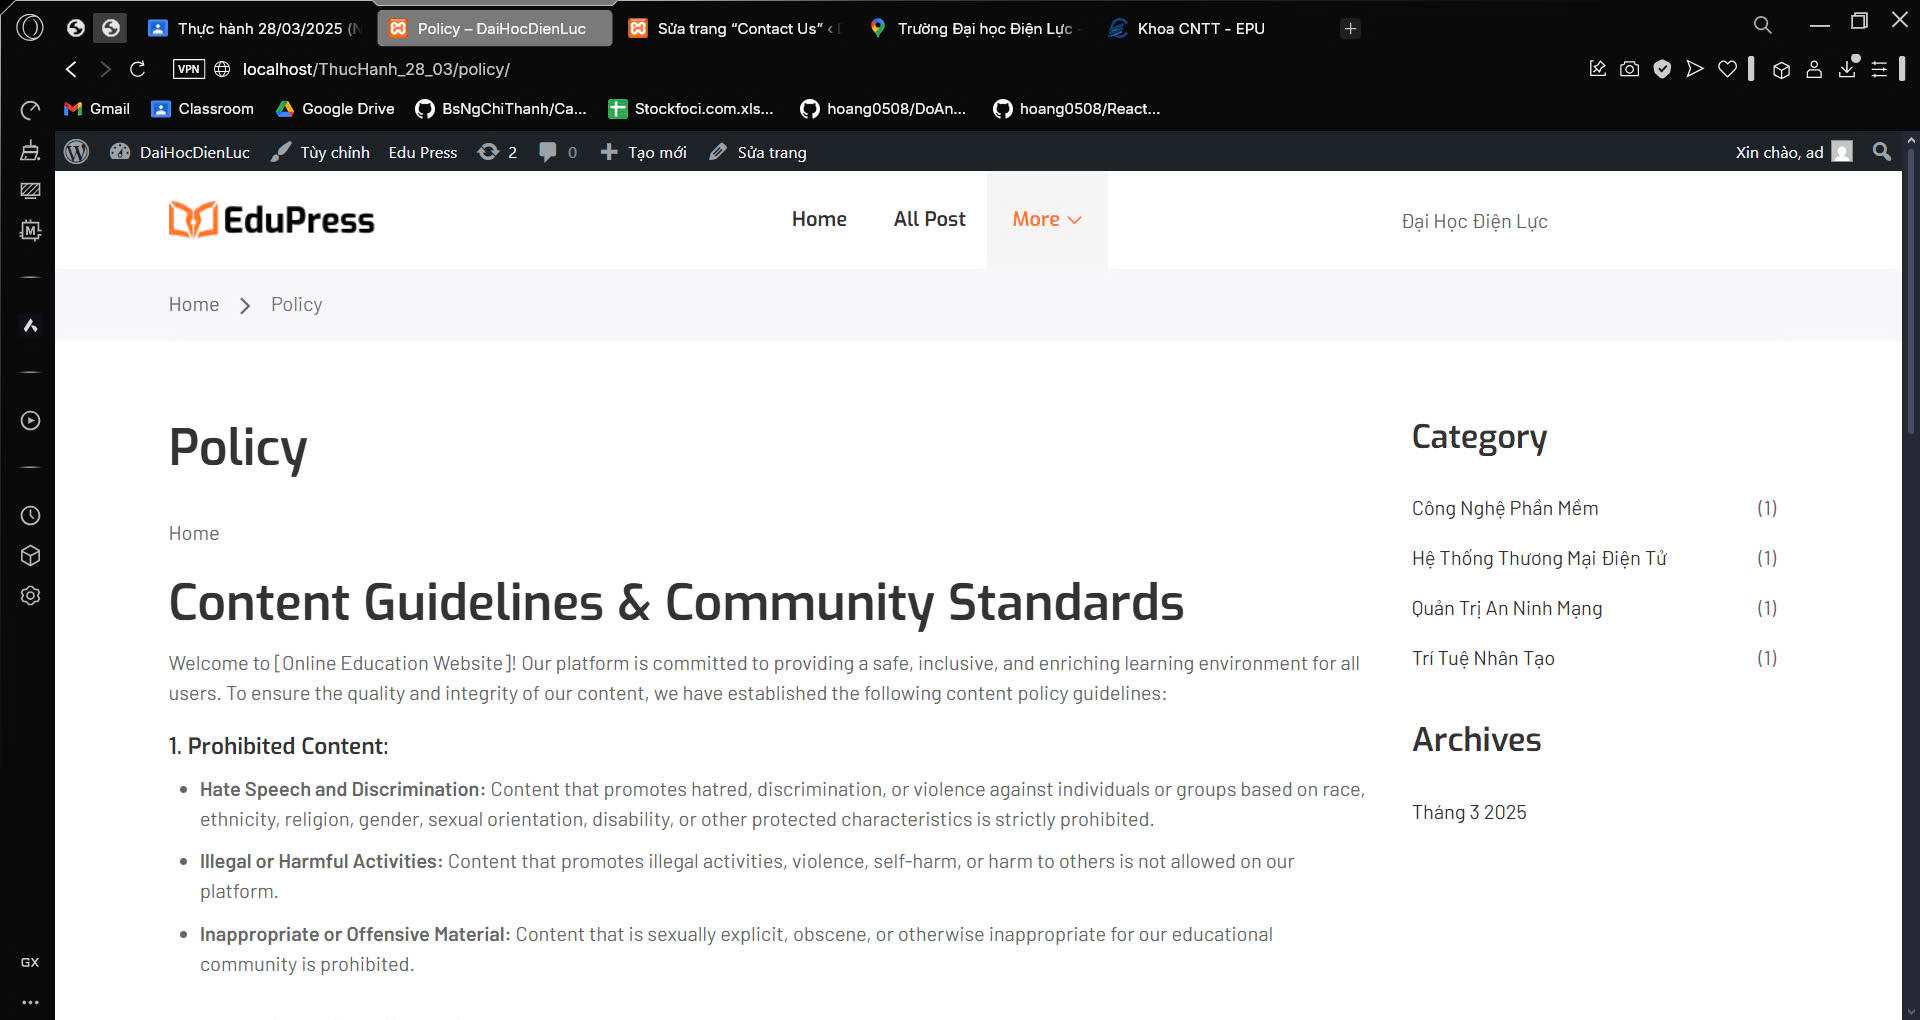 Thực hành 28/03/2025 (N
Policy – DaiHocDienLuc
Sửa trang “Contact Us” ‹ D
Trường Đại học Điện Lực -
Khoa CNTT - EPU
VPN
localhost/ThucHanh_28_03/policy/
Gmail
Classroom
Google Drive
BsNgChiThanh/Ca...
Stockfoci.com.xls...
hoang0508/DoAn...
hoang0508/React...
DaiHocDienLuc
Tùy chỉnh
Edu Press
2
0
Tạo mới
Sửa trang
Xin chào, ad
M
EduPress
Home
All Post
More
Đại Học Điện Lực
Home
Policy
Policy
Home
Content Guidelines & Community Standards
Welcome to [Online Education Website]! Our platform is committed to providing a safe, inclusive, and enriching learning environment for all
users. To ensure the quality and integrity of our content, we have established the following content policy guidelines:
1. Prohibited Content:
Hate Speech and Discrimination: Content that promotes hatred, discrimination, or violence against individuals or groups based on race,
ethnicity, religion, gender, sexual orientation, disability, or other protected characteristics is strictly prohibited.
Illegal or Harmful Activities: Content that promotes illegal activities, violence, self-harm, or harm to others is not allowed on our
platform.
Inappropriate or Offensive Material: Content that is sexually explicit, obscene, or otherwise inappropriate for our educational
community is prohibited.
Category
Công Nghệ Phần Mềm (1)
Hệ Thống Thương Mại Điện Tử (1)
Quản Trị An Ninh Mạng (1)
Trí Tuệ Nhân Tạo (1)
Archives
Tháng 3 2025
GX